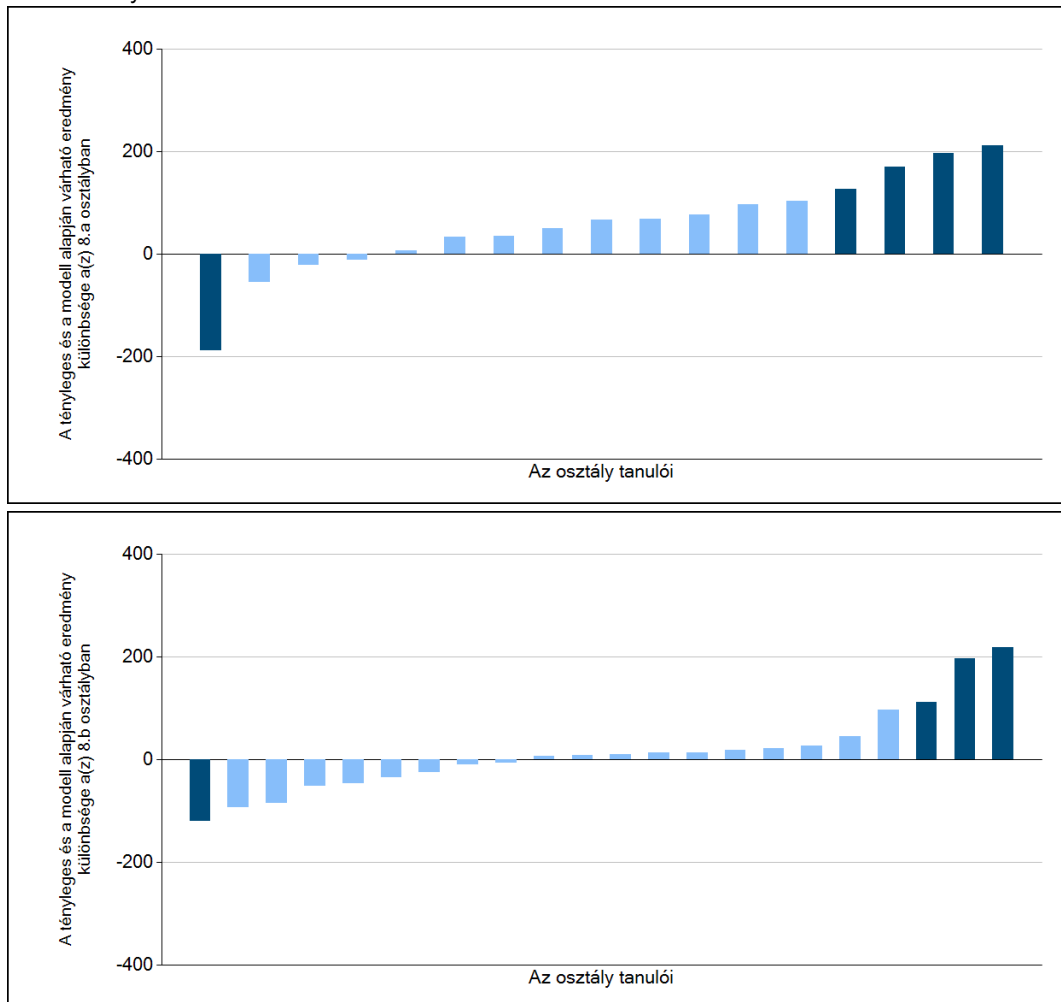 A tényleges és a modell alapján várható eredmény
különbsége a(z) 8.a osztályban
400
200
0
-200
-400
Az osztály tanulói
A tényleges és a modell alapján várható eredmény
különbsége a(z) 8.b osztályban
400
200
0
-200
-400
Az osztály tanulói